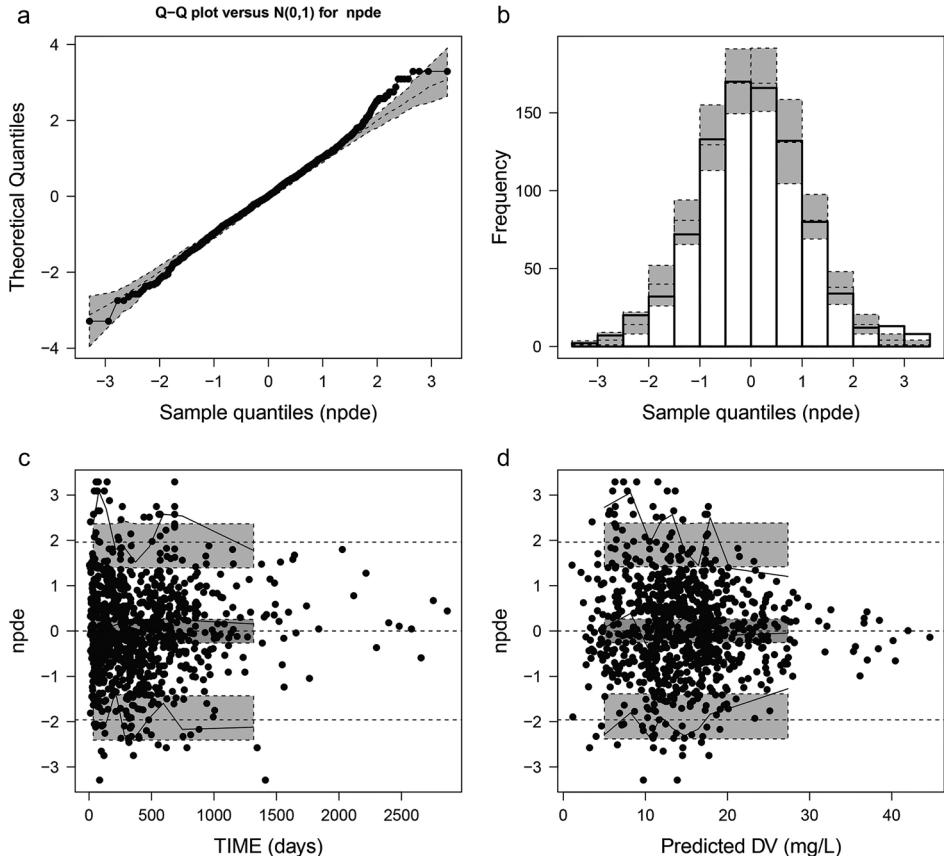 a
Q−Q plot versus N(0,1) for npde
4
2
0
−2
−4
Theoretical Quantiles
−3 −2 −1 0 1 2 3
Sample quantiles (npde)
b
150
100
50
0
Frequency
−3 −2 −1 0 1 2 3
Sample quantiles (npde)
c
3
2
1
0
−1
−2
−3
npde
0 500 1000 1500 2000 2500
TIME (days)
d
3
2
1
0
−1
−2
−3
npde
0 10 20 30 40
Predicted DV (mg/L)